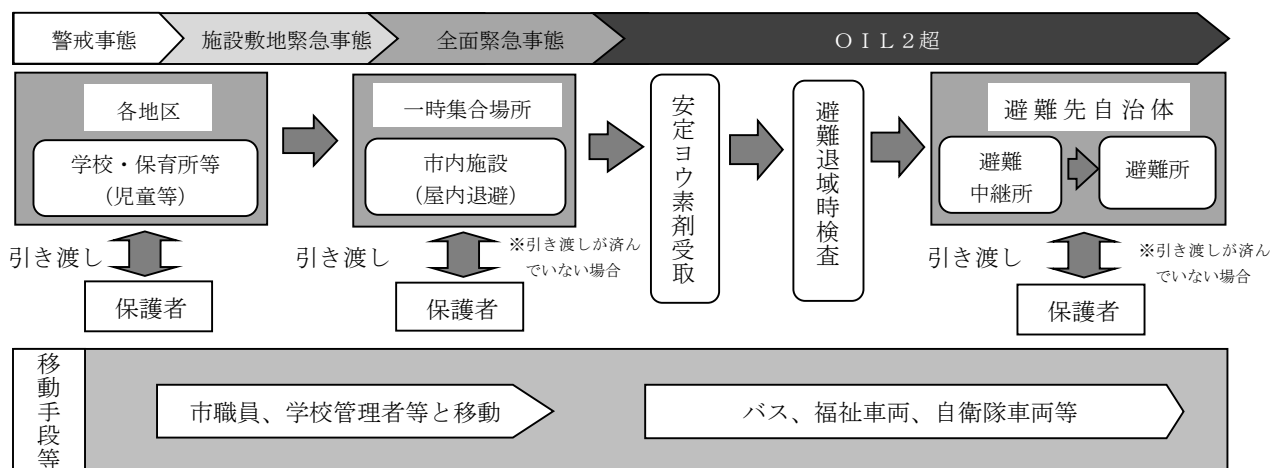 警戒事態
施設敷地緊急事態
全面緊急事態
ＯＩＬ２超
各地区
学校・保育所等
(児童等)
引き渡し
保護者
一時集合場所
市内施設
(屋内退避)
引き渡し
※引き渡しが済ん
でいない場合
保護者
安定ヨウ素剤受取
避難退域時検査
避難先自治体
避難
中継所
避難所
引き渡し
※引き渡しが済ん
でいない場合
保護者
移動手段等
市職員、学校管理者等と移動
バス、福祉車両、自衛隊車両等